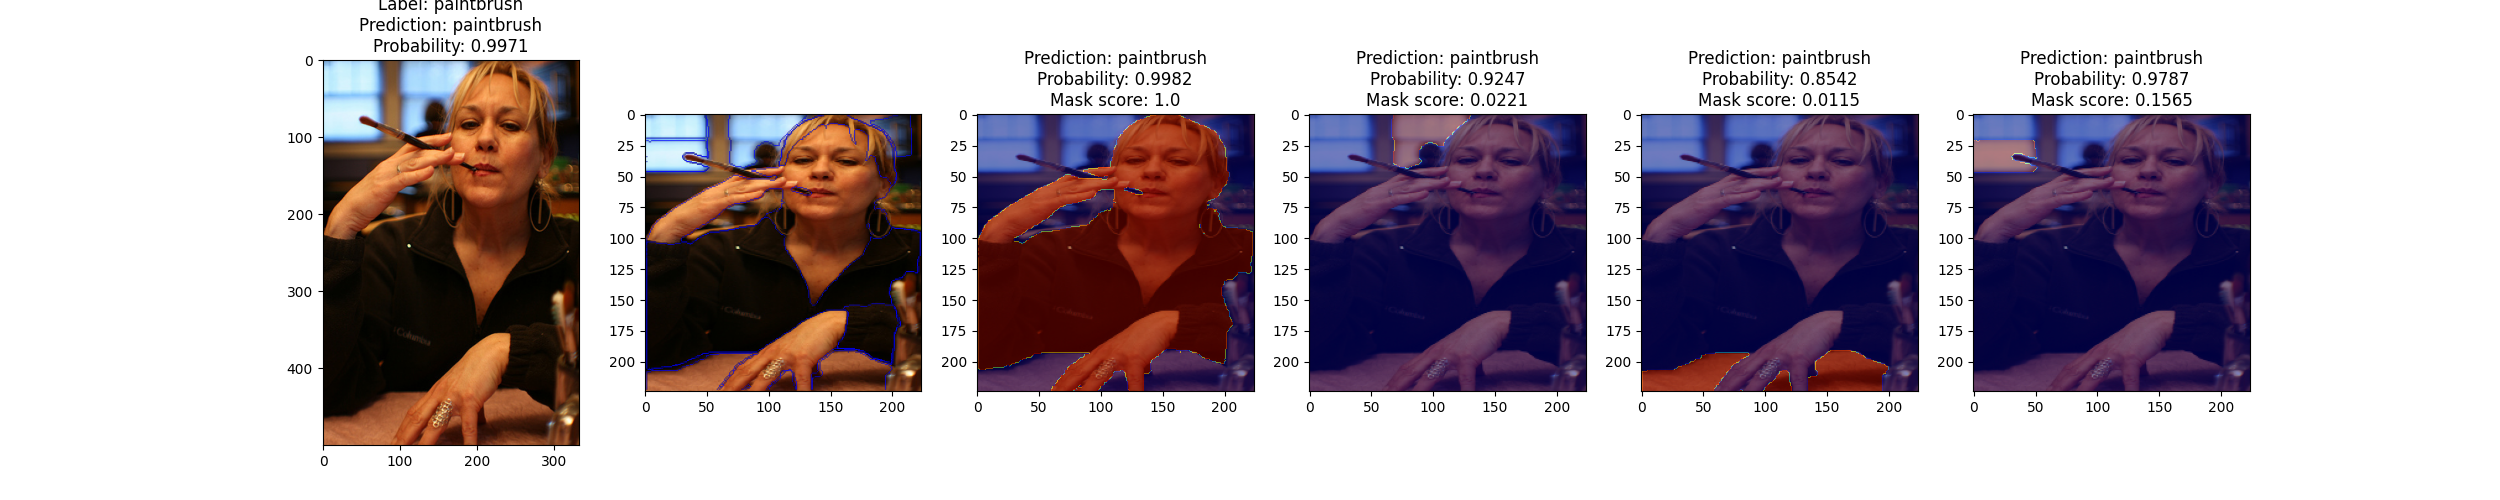 Label: paintbrush
Prediction: paintbrush
Probability: 0.9971
0
100
200
300
400
0 100 200 300
0
25
50
75
100
125
150
175
200
0 50 100 150 200
Prediction: paintbrush
Probability: 0.9982
Mask score: 1.0
0
25
50
75
100
125
150
175
200
0 50 100 150 200
Prediction: paintbrush
Probability: 0.9247
Mask score: 0.0221
0
25
50
75
100
125
150
175
200
0 50 100 150 200
Prediction: paintbrush
Probability: 0.8542
Mask score: 0.0115
0
25
50
75
100
125
150
175
200
0 50 100 150 200
Prediction: paintbrush
Probability: 0.9787
Mask score: 0.1565
0
25
50
75
100
125
150
175
200
0 50 100 150 200